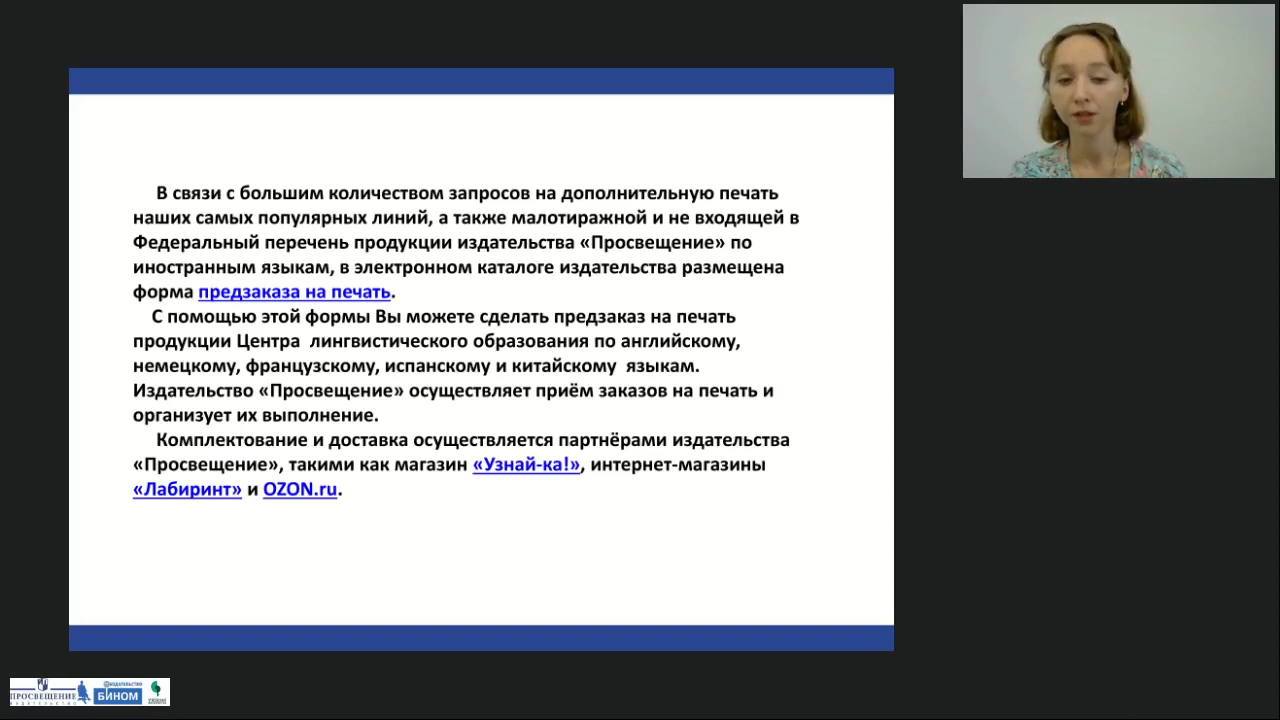 В связи с большим количеством запросов на дополнительную печать
наших самых популярных линий, а также малотиражной и не входящей в
Федеральный перечень продукции издательства «Просвещение» по
иностранным языкам, в электронном каталоге издательства размещена
форма предзаказа на печать.
С помощью этой формы Вы можете сделать предзаказ на печать
продукции Центра лингвистического образования по английскому,
немецкому, французскому, испанскому и китайскому языкам.
Издательство «Просвещение» осуществляет приём заказов на печать и
организует их выполнение.
Комплектование и доставка осуществляется партнёрами издательства
«Просвещение», такими как магазин «Узнай-ка!», интернет-магазины
«Лабиринт» и OZON.ru.
ПРОСВЕЩЕНИЕ
ИЗДАТЕЛЬСТВО
ИЗДАТЕЛЬСТВО
БИНОМ